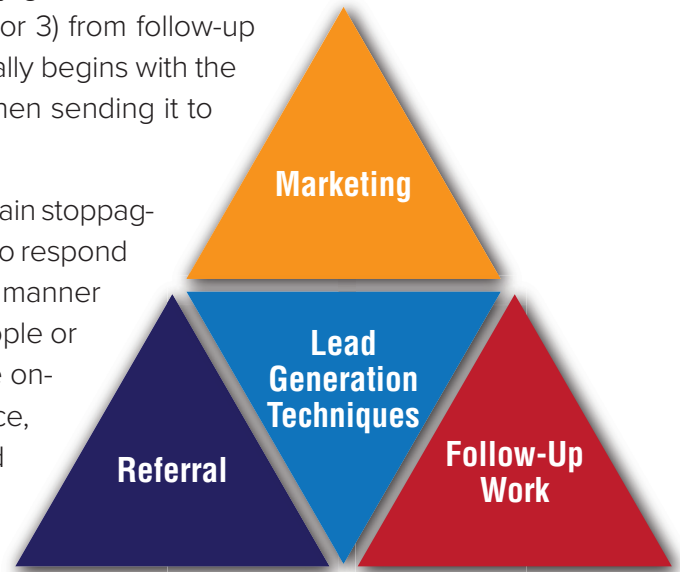 or 3) from follow-up
ally begins with the
hen sending it to
ain stoppag-
o respond
manner
ople or
e on-
ce,
d
Marketing
Lead
Generation
Techniques
Referral
Follow-Up
Work